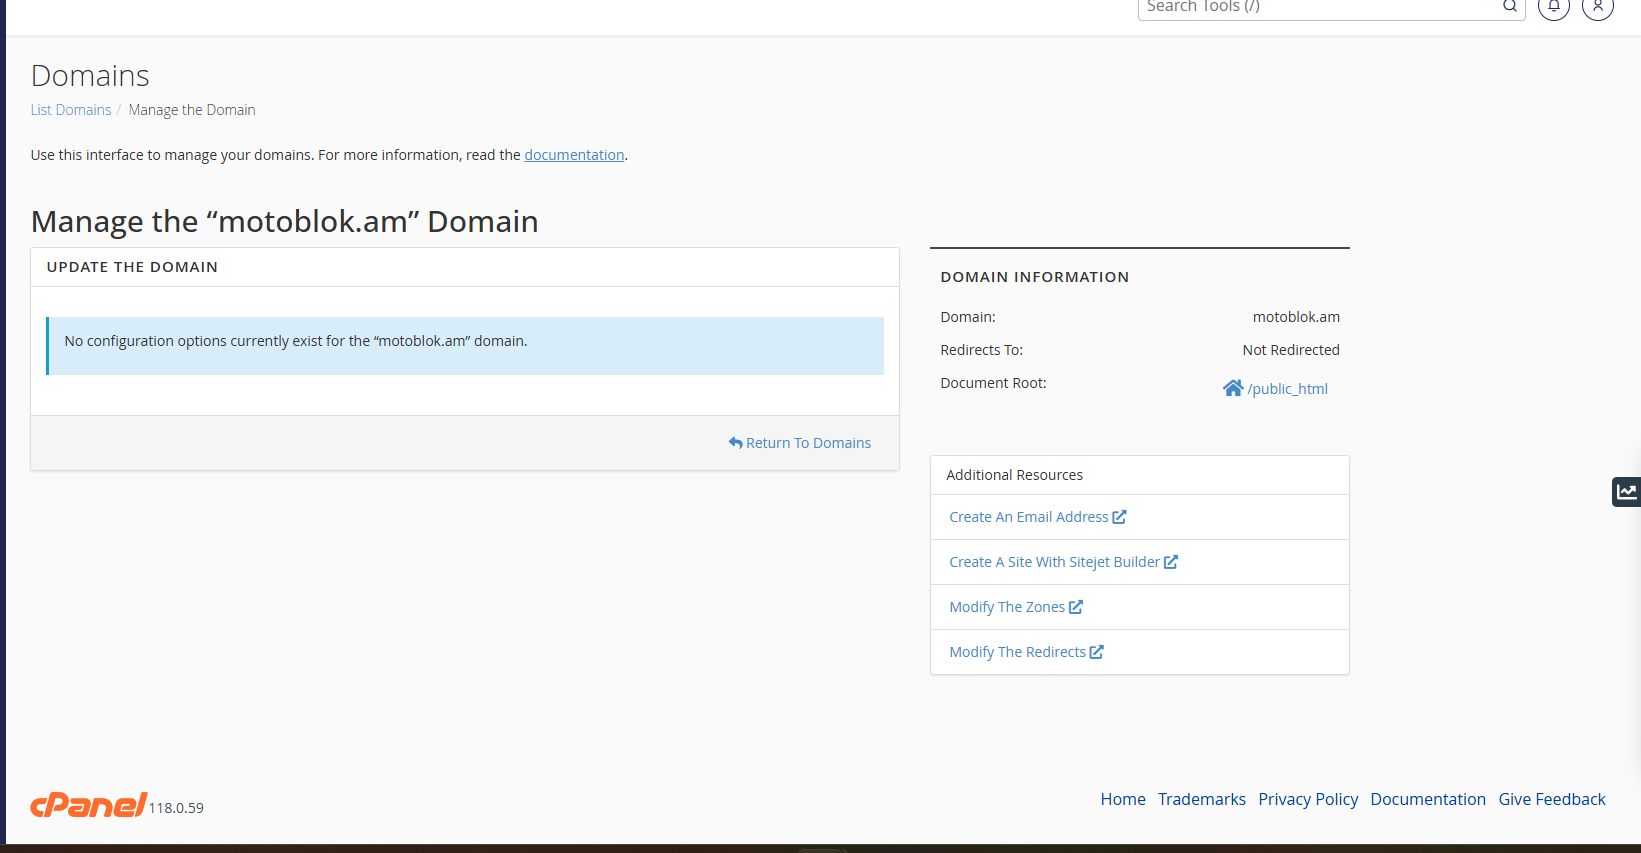 Search Tools (/)
Domains
List Domains / Manage the Domain
Use this interface to manage your domains. For more information, read the documentation.
Manage the “motoblok.am” Domain
UPDATE THE DOMAIN
No configuration options currently exist for the “motoblok.am” domain.
Return To Domains
DOMAIN INFORMATION
Domain: motoblok.am
Redirects To: Not Redirected
Document Root: /public_html
Additional Resources
Create An Email Address
Create A Site With Sitejet Builder
Modify The Zones
Modify The Redirects
cPanel 118.0.59
Home Trademarks Privacy Policy Documentation Give Feedback